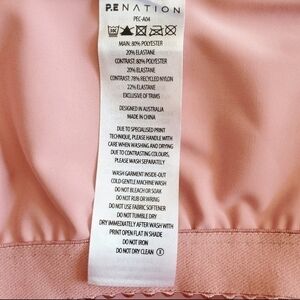 P.E NATION
PEC-A04
MAIN: 80% POLYESTER
20% ELASTANE
CONTRAST: 80% POLYESTER
20% ELASTANE
CONTRAST: 78% RECYCLED NYLON
22% ELASTANE
EXCLUSIVE OF TRIMS
DESIGNED IN AUSTRALIA
MADE IN CHINA
DUE TO SPECIALISED PRINT
TECHNIQUE, PLEASE HANDLE WITH
CARE WHEN WASHING AND DRYING
DUE TO CONTRASTING COLOURS,
PLEASE WASH SEPARATLY
WASH GARMENT INSIDE-OUT
COLD GENTLE MACHINE WASH
DO NOT BLEACH OR SOAK
DO NOT RUB OR WRING
DO NOT USE FABRIC SOFTENER
DO NOT TUMBLE DRY
DRY IMMEDIATELY AFTER WASH WITH
PRINT OPEN FLAT IN SHADE
DO NOT IRON
DO NOT DRY CLEAN